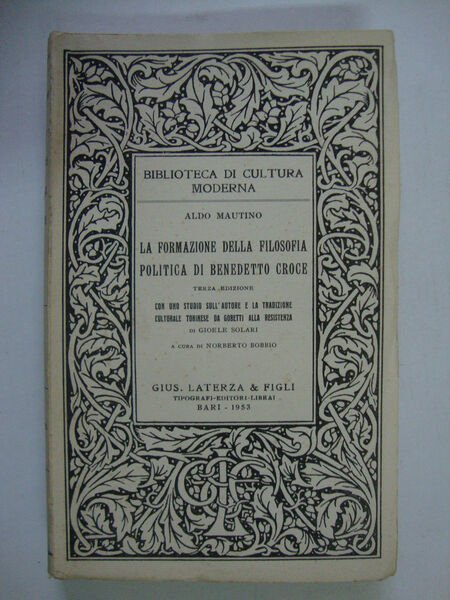 BIBLIOTECA DI CULTURA
MODERNA
ALDO MAUTINO
LA FORMAZIONE DELLA FILOSOFIA
POLITICA DI BENEDETTO CROCE
TERZA EDIZIONE
CON UNO STUDIO SULL'AUTORE E LA TRADIZIONE
CULTURALE TORINESE DA GOBETTI ALLA RESISTENZA
DI GIOELE SOLARI
A CURA DI NORBERTO BOBBIO
GIUS. LATERZA & FIGLI
TIPOGRAFI-EDITORI-LIBRAI
BARI - 1953